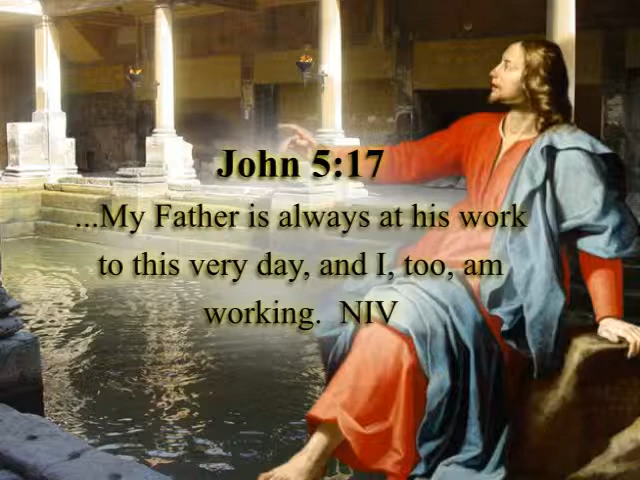 John 5:17
...My Father is always at his work
to this very day, and I, too, am
working.  NIV